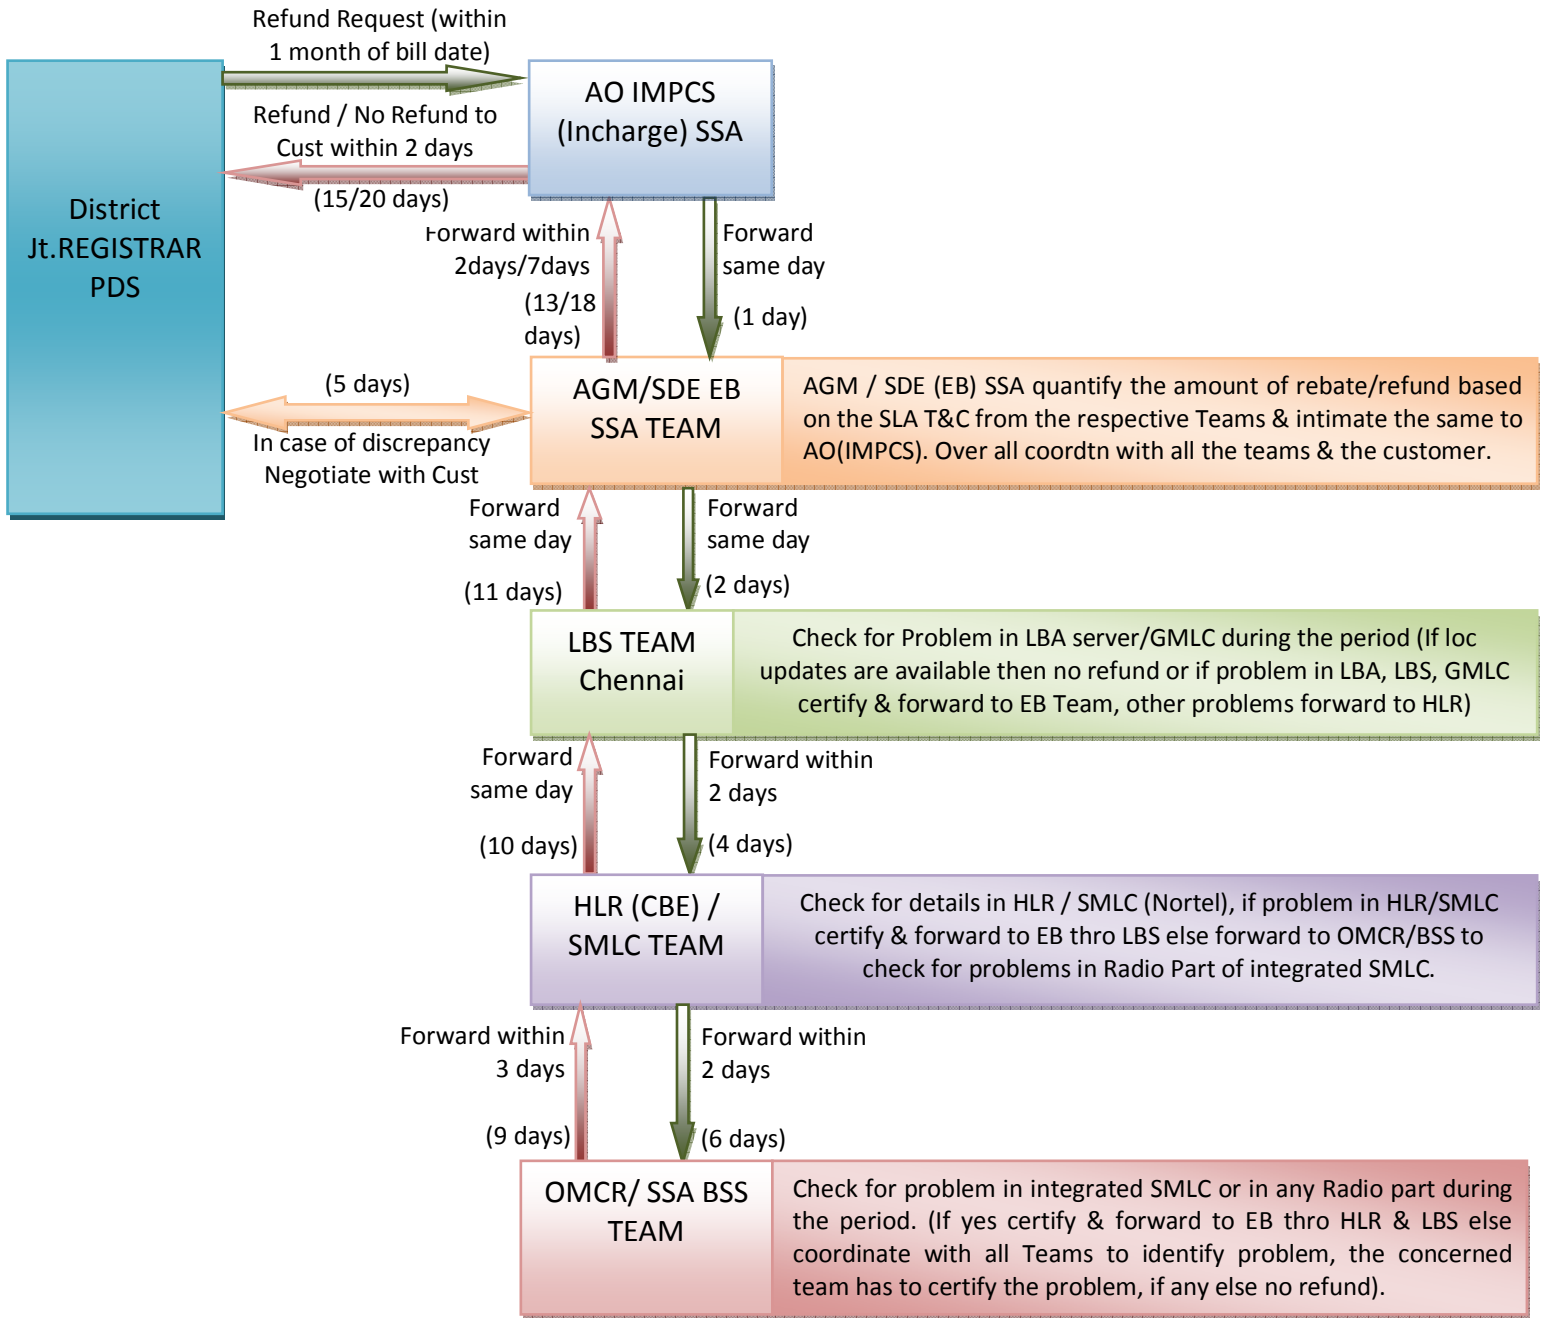 Refund Request (within
1 month of bill date)
AO IMPCS
(Incharge) SSA
Refund / No Refund to
Cust within 2 days
(15/20 days)
District
Jt.REGISTRAR
PDS
Forward within
2days/7days
(13/18
days)
Forward
same day
(1 day)
(5 days)
In case of discrepancy
Negotiate with Cust
AGM/SDE EB
SSA TEAM
AGM / SDE (EB) SSA quantify the amount of rebate/refund based
on the SLA T&C from the respective Teams & intimate the same to
AO(IMPCS). Over all coordtn with all the teams & the customer.
Forward
same day
(11 days)
Forward
same day
(2 days)
LBS TEAM
Chennai
Check for Problem in LBA server/GMLC during the period (If loc
updates are available then no refund or if problem in LBA, LBS, GMLC
certify & forward to EB Team, other problems forward to HLR)
Forward
same day
(10 days)
Forward within
2 days
(4 days)
HLR (CBE) /
SMLC TEAM
Check for details in HLR / SMLC (Nortel), if problem in HLR/SMLC
certify & forward to EB thro LBS else forward to OMCR/BSS to
check for problems in Radio Part of integrated SMLC.
Forward within
3 days
(9 days)
Forward within
2 days
(6 days)
OMCR/ SSA BSS
TEAM
Check for problem in integrated SMLC or in any Radio part during
the period. (If yes certify & forward to EB thro HLR & LBS else
coordinate with all Teams to identify problem, the concerned
team has to certify the problem, if any else no refund).